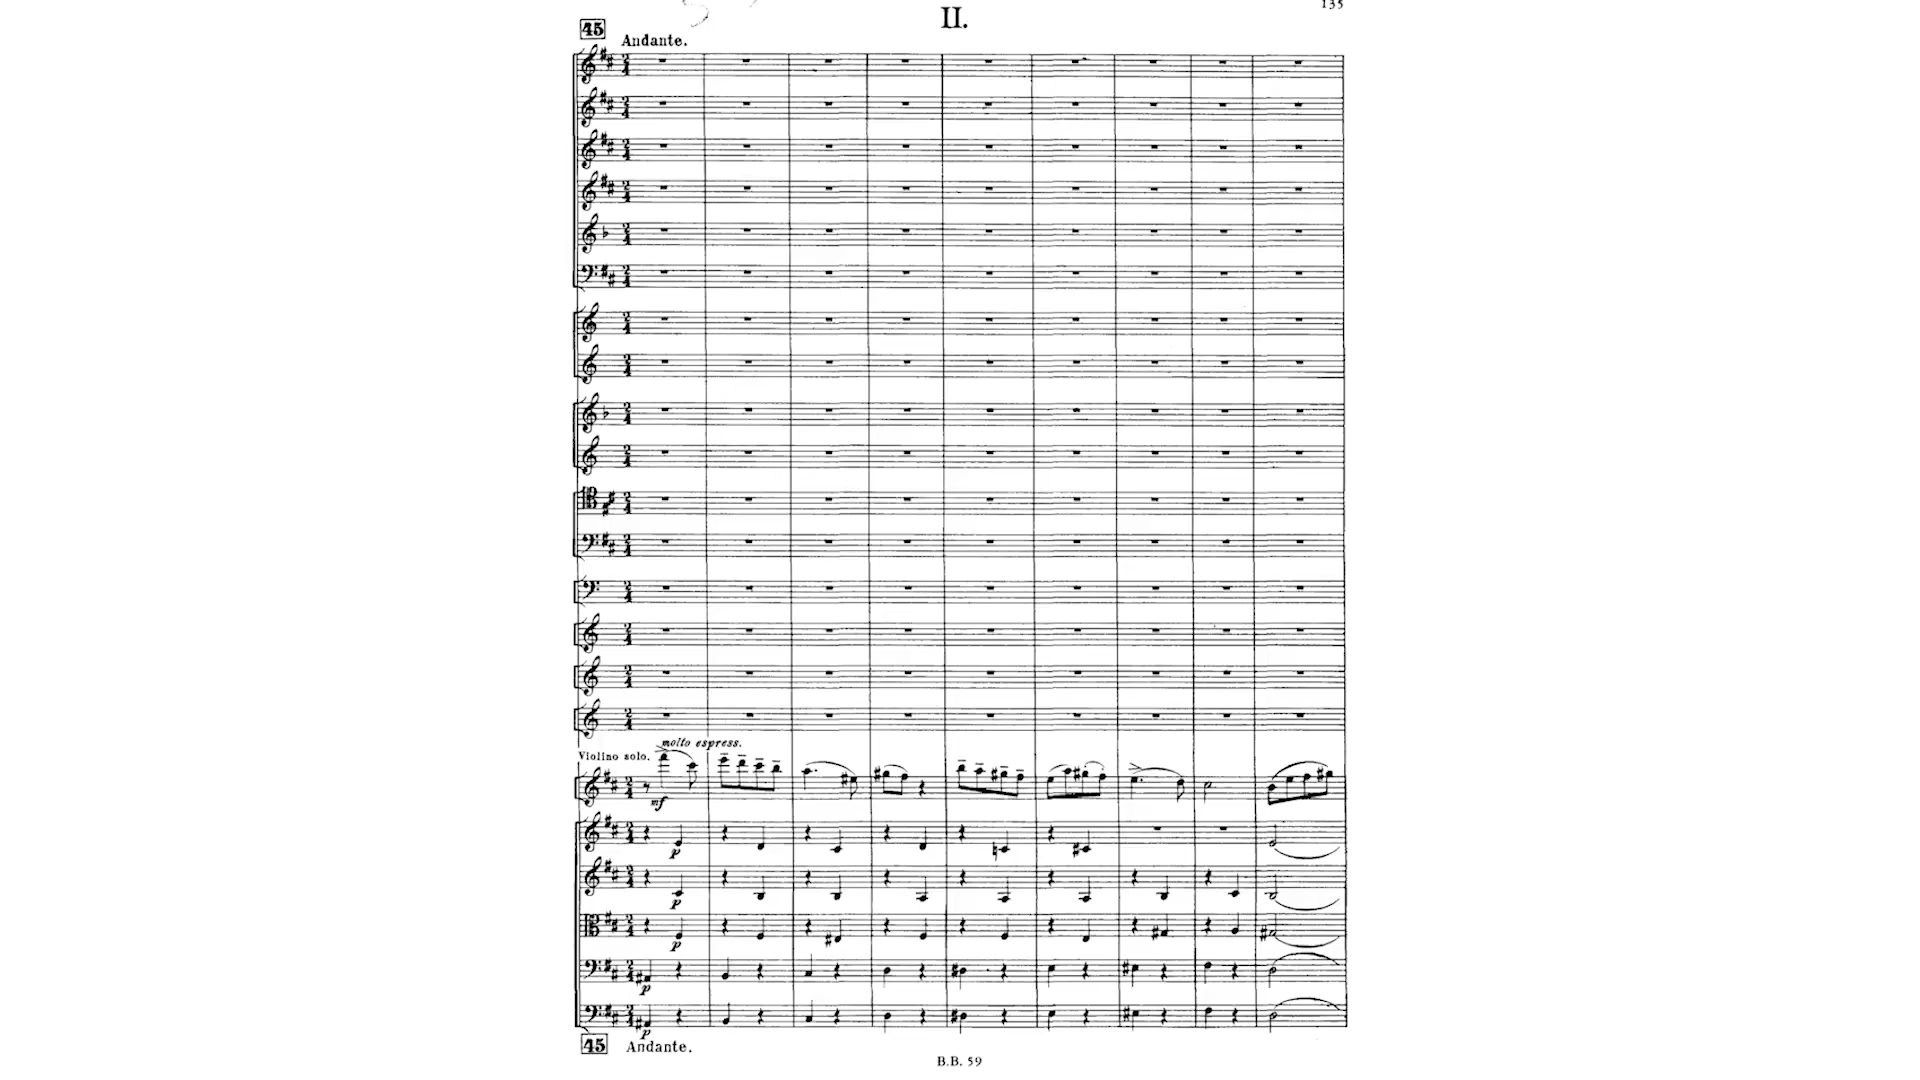 135
II.
45
Andante.
molto espress.
Violino solo.
mf
p
p
p
p
p
45 Andante.
B.B. 59